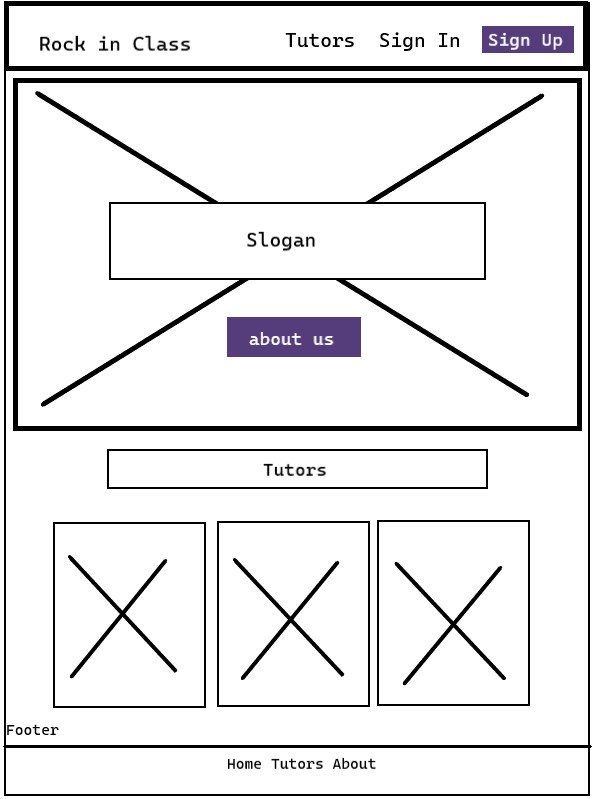 Rock in Class
Tutors Sign In Sign Up
Slogan
about us
Tutors
Footer
Home Tutors About